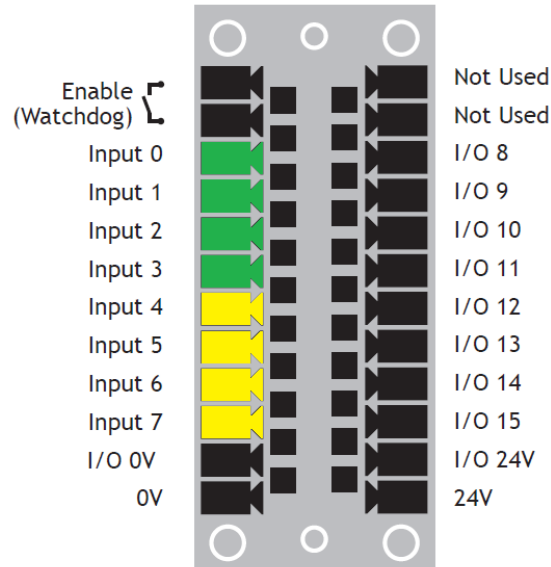 Enable
(Watchdog)
Input 0
Input 1
Input 2
Input 3
Input 4
Input 5
Input 6
Input 7
I/O 0V
0V
Not Used
Not Used
I/O 8
I/O 9
I/O 10
I/O 11
I/O 12
I/O 13
I/O 14
I/O 15
I/O 24V
24V